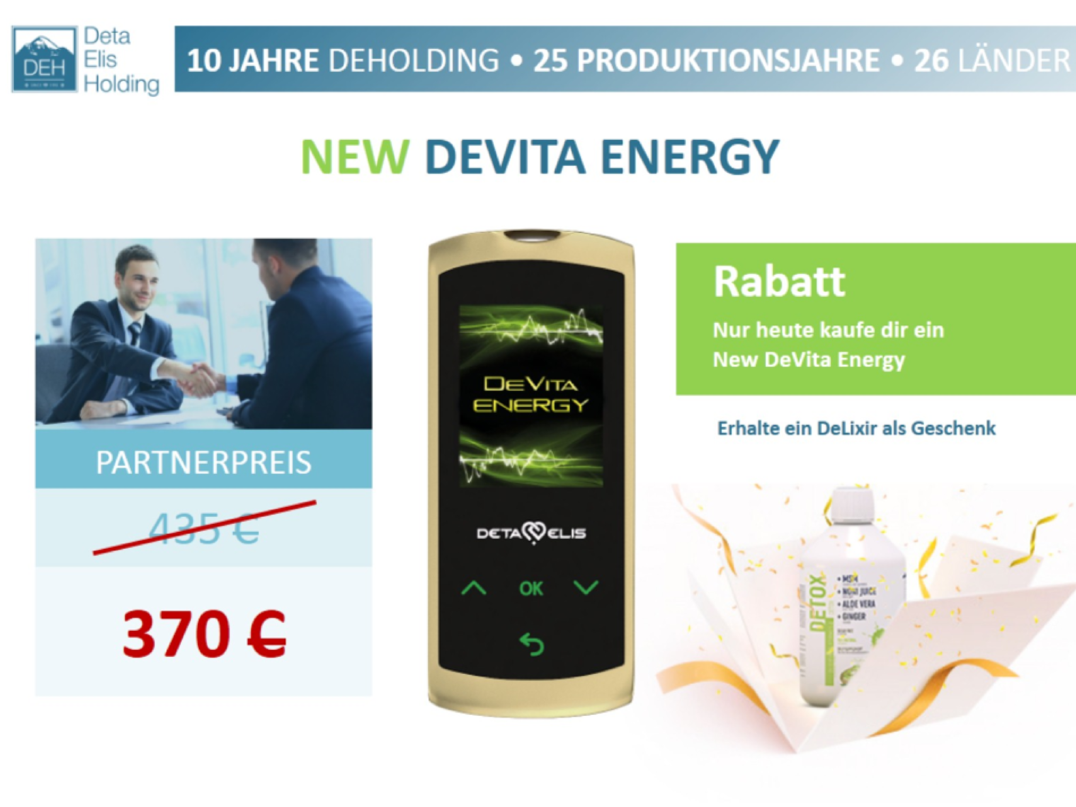 DEH
Deta
Elis
Holding
10 JAHRE DEHOLDING • 25 PRODUKTIONSJAHRE • 26 LÄNDER
NEW DEVITA ENERGY
PARTNERPREIS
435 €
370 €
DEVITA
ENERGY
DETA ELIS
OK
Rabatt
Nur heute kaufe dir ein
New DeVita Energy
Erhalte ein DeLixir als Geschenk
DETOX
• MSM
• NONI JUICE
• ALOE VERA
• GINGER